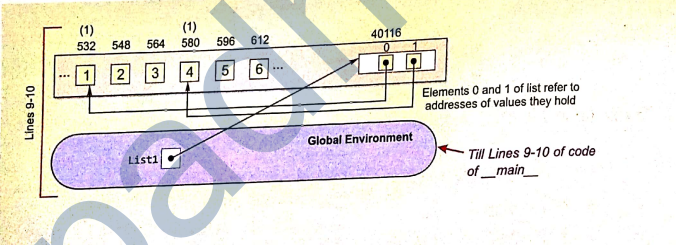 (1) (1)
532 548 564 580 596 612 40116
0 1
... 1 2 3 4 5 6 ...
Elements 0 and 1 of list refer to
addresses of values they hold
Lines 9-10
Global Environment
List1
Till Lines 9-10 of code
of __main__